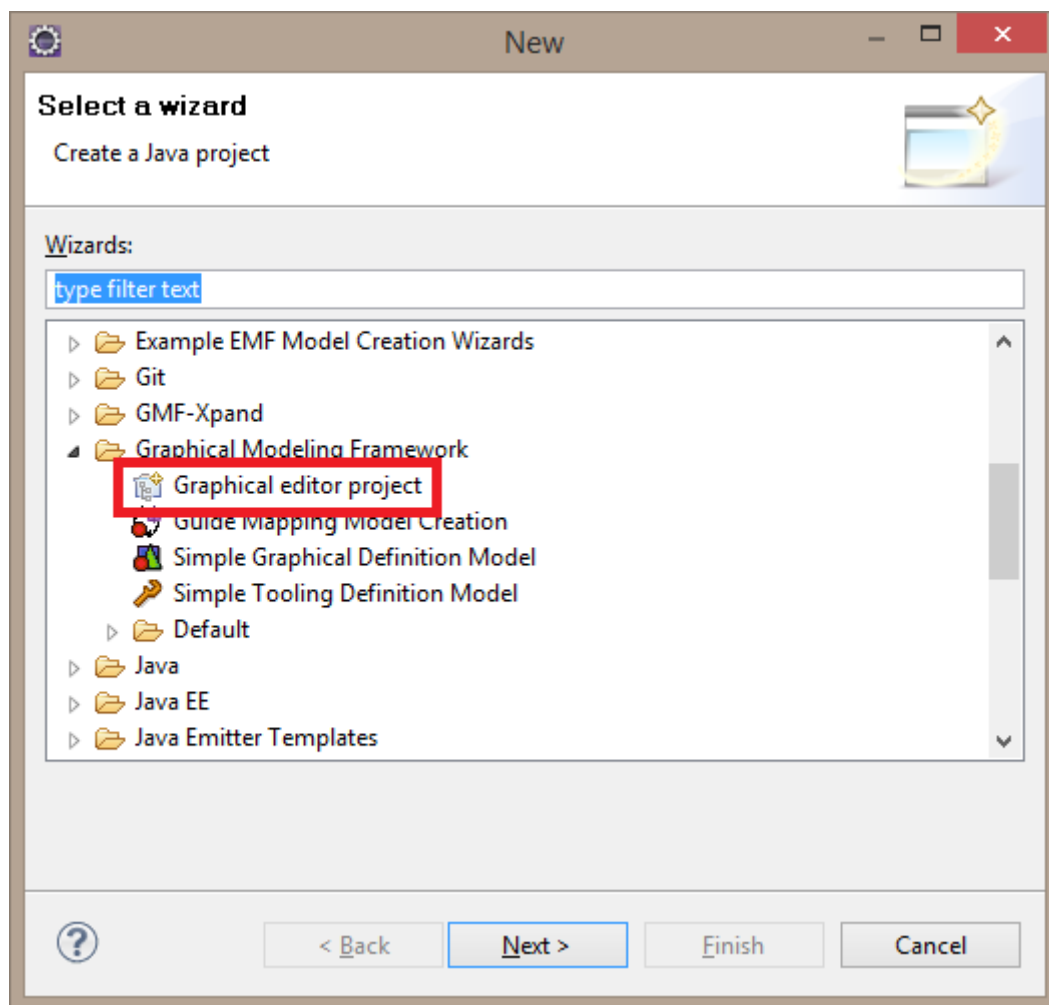 New
Select a wizard
Create a Java project
Wizards:
type filter text
Example EMF Model Creation Wizards
Git
GMF-Xpand
Graphical Modeling Framework
Graphical editor project
Guide Mapping Model Creation
Simple Graphical Definition Model
Simple Tooling Definition Model
Default
Java
Java EE
Java Emitter Templates
? < Back Next > Finish Cancel